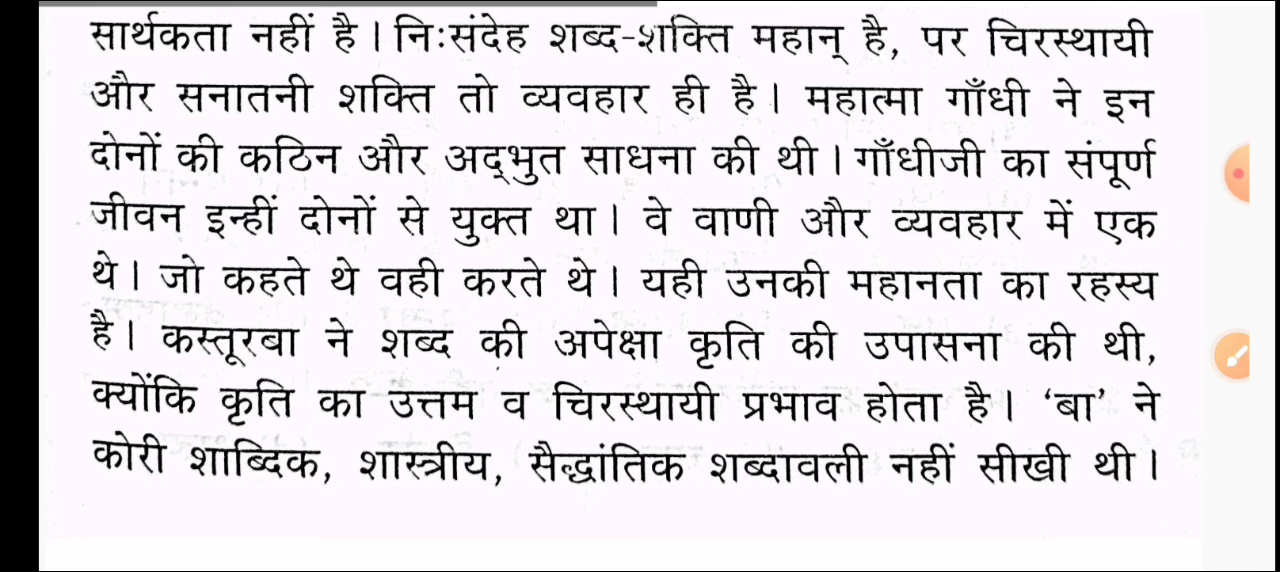 सार्थकता नहीं है। निःसंदेह शब्द-शक्ति महान् है, पर चिरस्थायी
और सनातनी शक्ति तो व्यवहार ही है। महात्मा गाँधी ने इन
दोनों की कठिन और अद्भुत साधना की थी। गाँधीजी का संपूर्ण
जीवन इन्हीं दोनों से युक्त था। वे वाणी और व्यवहार में एक
थे। जो कहते थे वही करते थे। यही उनकी महानता का रहस्य
है। कस्तूरबा ने शब्द की अपेक्षा कृति की उपासना की थी,
क्योंकि कृति का उत्तम व चिरस्थायी प्रभाव होता है। ‘बा’ ने
कोरी शाब्दिक, शास्त्रीय, सैद्धांतिक शब्दावली नहीं सीखी थी।